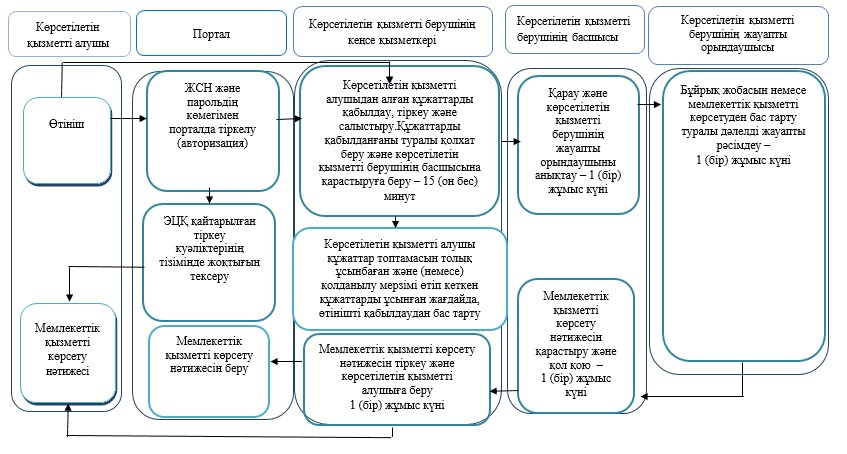 Көрсетілетін
қызметті алушы
Портал
Көрсетілетін қызметті берушінің
кеңсе қызметкері
Көрсетілетін қызметті
берушінің басшысы
Көрсетілетін қызметті
берушінің жауапты
орындаушысы
Өтініш
ЖСН және
парольдің
көмегімен
порталда тіркелу
(авторизация)
Көрсетілетін қызметті
алушыдан алған құжаттарды
қабылдау, тіркеу және
салыстыру.Құжаттарды
қабылданғаны туралы қолхат
беру және көрсетілетін
қызметті берушінің басшысына
қарастыруға беру – 15 (он бес)
минут
Қарау және
көрсетілетін
қызметті
берушінің
жауапты
орындаушыны
анықтау – 1 (бір)
жұмыс күні
Бұйрық жобасын немесе
мемлекеттік қызметті
көрсетуден бас тарту
туралы дәлелді жауапты
рәсімдеу –
1 (бір) жұмыс күні
ЭЦҚ қайтарылған
тіркеу
куәліктерінің
тізімінде жоқтығын
тексеру
Көрсетілетін қызметті алушы
құжаттар топтамасын толық
ұсынбаған және (немесе)
қолданылу мерзімі өтіп кеткен
құжаттарды ұсынған жағдайда,
өтінішті қабылдаудан бас тарту
Мемлекеттік
қызметті
көрсету
нәтижесін
қарастыру және
қол қою –
1 (бір) жұмыс
күні
Мемлекеттік
қызметті
көрсету
нәтижесі
Мемлекеттік
қызметті көрсету
нәтижесін беру
Мемлекеттік қызметті көрсету
нәтижесін тіркеу және
көрсетілетін қызметті
алушыға беру
1 (бір) жұмыс күні